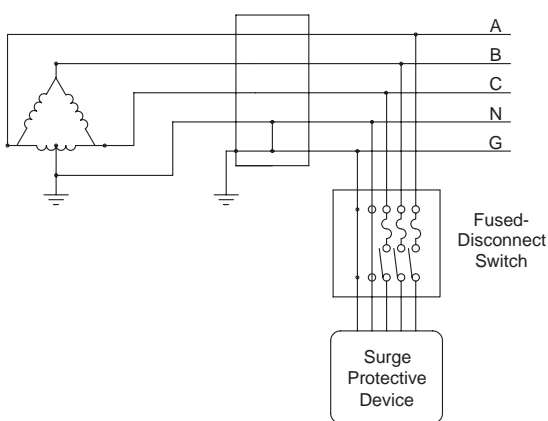 A
B
C
N
G
Fused-
Disconnect
Switch
Surge
Protective
Device